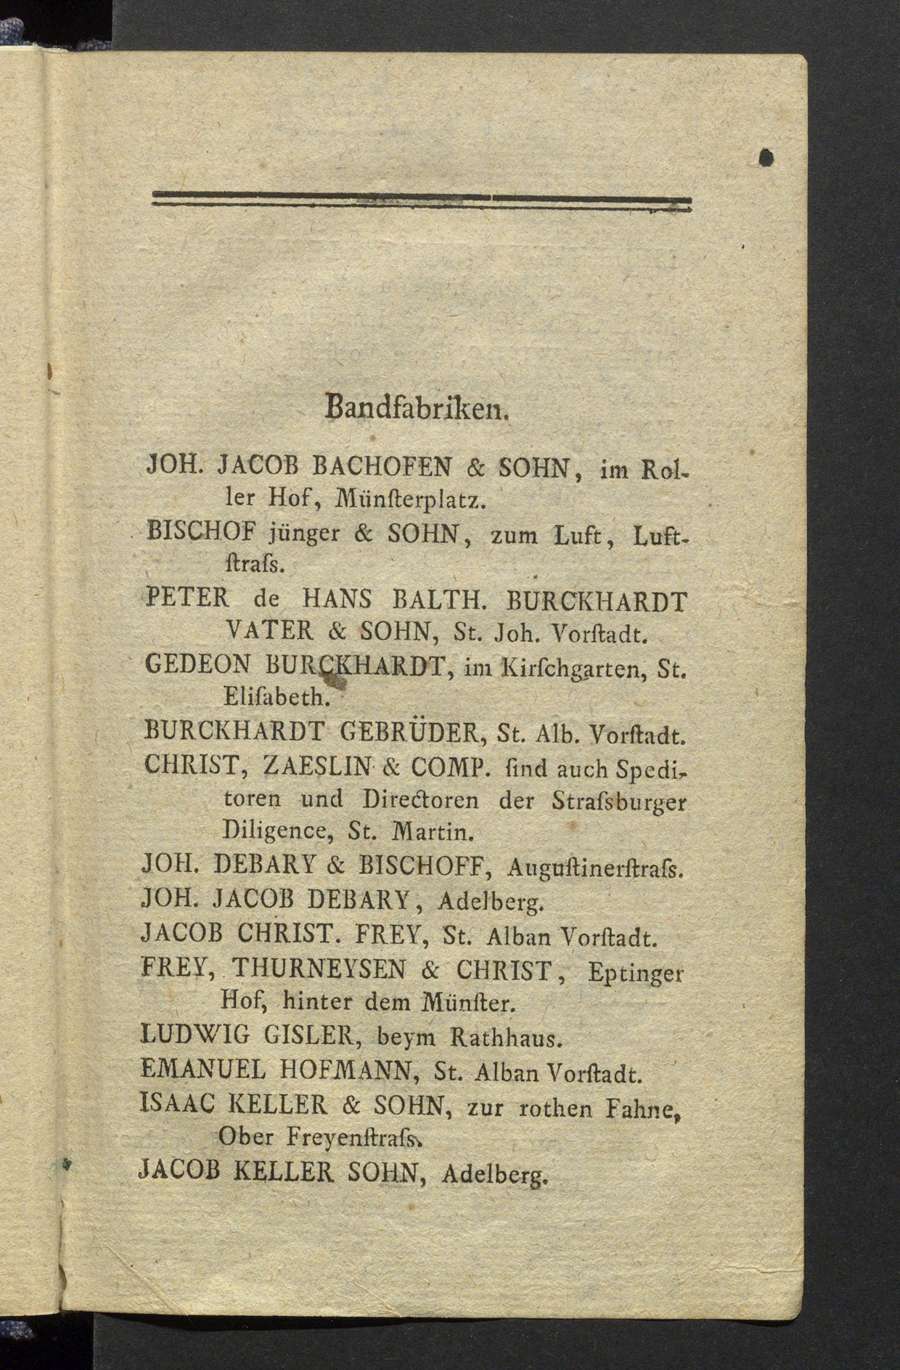 Bandfabriken.
JOH. JACOB BACHOFEN & SOHN, im Rol-
ler Hof, Münſterplatz.
BISCHOF jünger & SOHN, zum Luft, Luft-
ſtraſs.
PETER de HANS BALTH. BURCKHARDT
VATER & SOHN, St. Joh. Vorſtadt.
GEDEON BURCKHARDT, im Kirſchgarten, St.
Eliſabeth.
BURCKHARDT GEBRÜDER, St. Alb. Vorſtadt.
CHRIST, ZAESLIN & COMP. ſind auch Spedi-
toren und Directoren der Straſsburger
Diligence, St. Martin.
JOH. DEBARY & BISCHOFF, Auguſtinerſtraſs.
JOH. JACOB DEBARY, Adelberg.
JACOB CHRIST. FREY, St. Alban Vorſtadt.
FREY, THURNEYSEN & CHRIST, Eptinger
Hof, hinter dem Münſter.
LUDWIG GISLER, beym Rathhaus.
EMANUEL HOFMANN, St. Alban Vorſtadt.
ISAAC KELLER & SOHN, zur rothen Fahne,
Ober Freyenſtraſs.
JACOB KELLER SOHN, Adelberg.